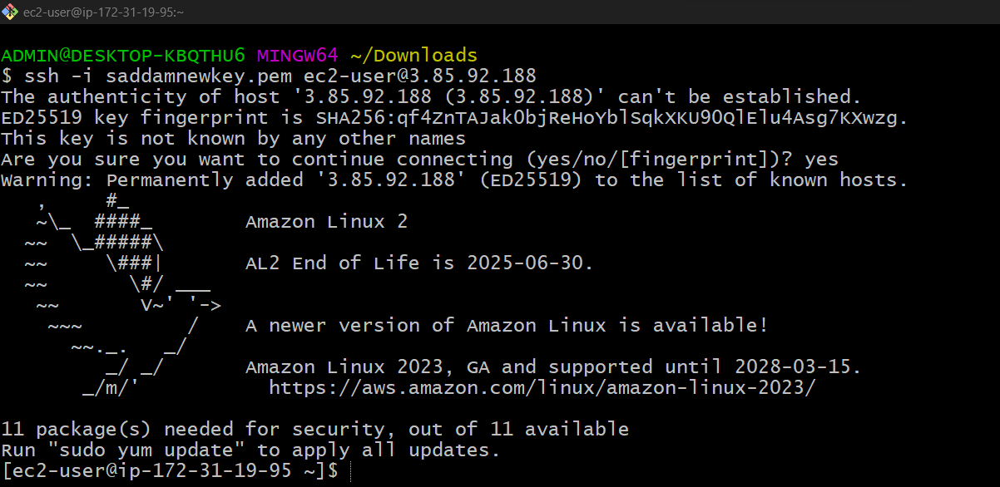 ec2-user@ip-172-31-19-95:~
ADMIN@DESKTOP-KBQTHU6 MINGW64 ~/Downloads
$ ssh -i saddamnewkey.pem ec2-user@3.85.92.188
The authenticity of host '3.85.92.188 (3.85.92.188)' can't be established.
ED25519 key fingerprint is SHA256:qf4ZnTAJakObjReHoYblSqkXKU9OQlElu4Asg7KXwzg.
This key is not known by any other names
Are you sure you want to continue connecting (yes/no/[fingerprint])? yes
Warning: Permanently added '3.85.92.188' (ED25519) to the list of known hosts.
   ,     #_
   ~\_  ####_        Amazon Linux 2
  ~~  \_#####\
  ~~     \###|       AL2 End of Life is 2025-06-30.
  ~~       \#/ ___
   ~~       V~' '->
    ~~~         /    A newer version of Amazon Linux is available!
      ~~._.   _/
         _/ _/       Amazon Linux 2023, GA and supported until 2028-03-15.
       _/m/'           https://aws.amazon.com/linux/amazon-linux-2023/
11 package(s) needed for security, out of 11 available
Run "sudo yum update" to apply all updates.
[ec2-user@ip-172-31-19-95 ~]$